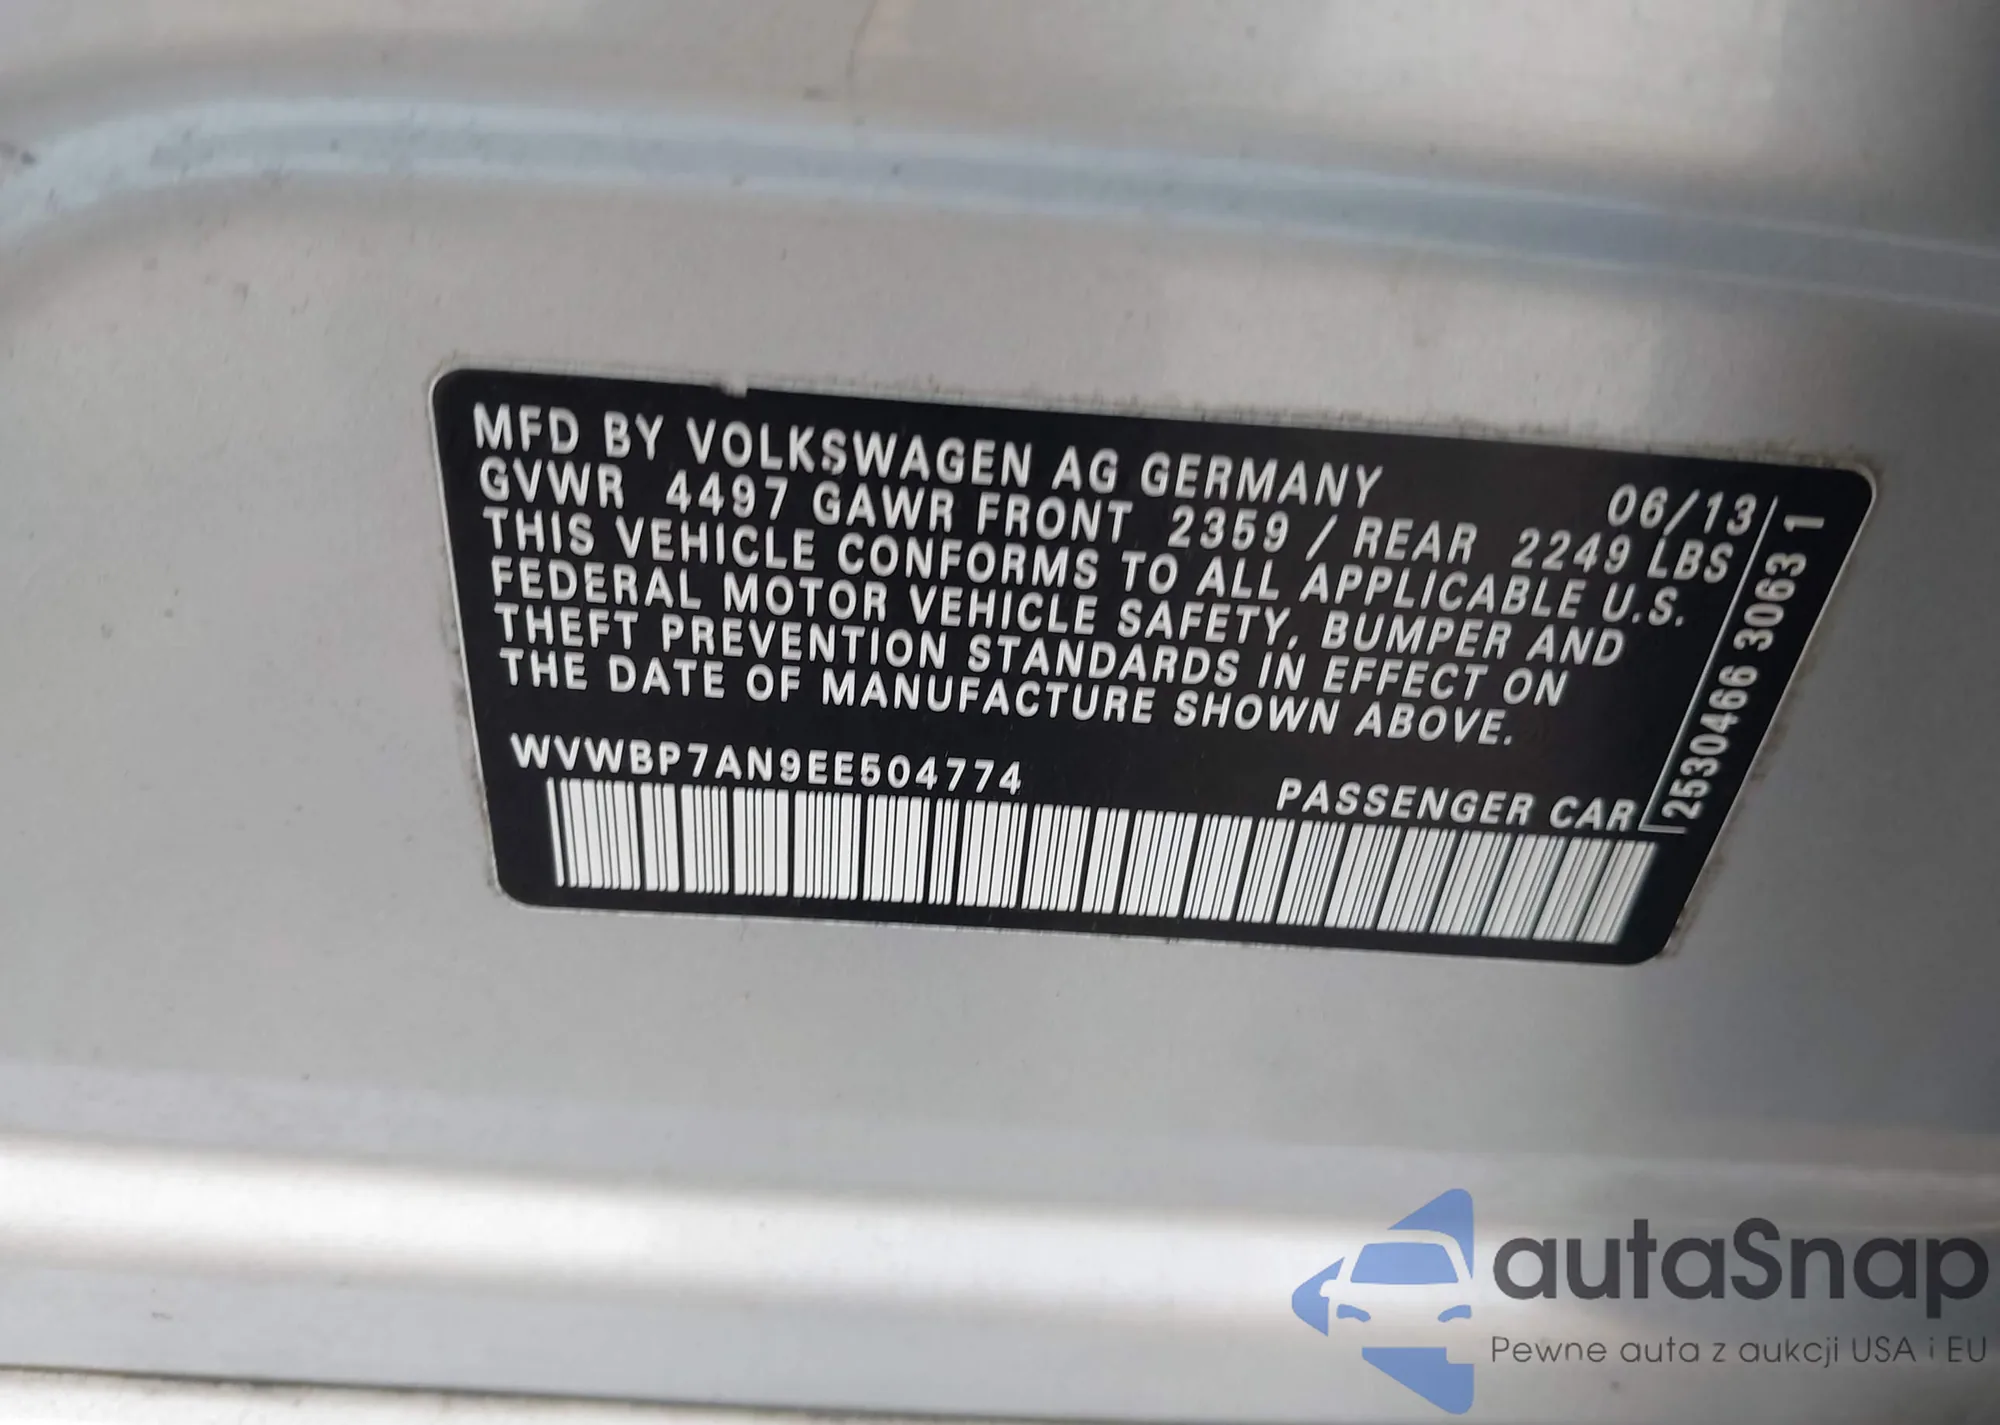 MFD BY VOLKSWAGEN AG GERMANY 06/13
GVWR 4497 GAWR FRONT 2359 / REAR 2249 LBS
THIS VEHICLE CONFORMS TO ALL APPLICABLE U.S.
FEDERAL MOTOR VEHICLE SAFETY, BUMPER AND
THEFT PREVENTION STANDARDS IN EFFECT ON
THE DATE OF MANUFACTURE SHOWN ABOVE.
WVWBP7AN9EE504774
PASSENGER CAR
2530466 3063 1
autaSnap
Pewne auta z aukcji USA i EU